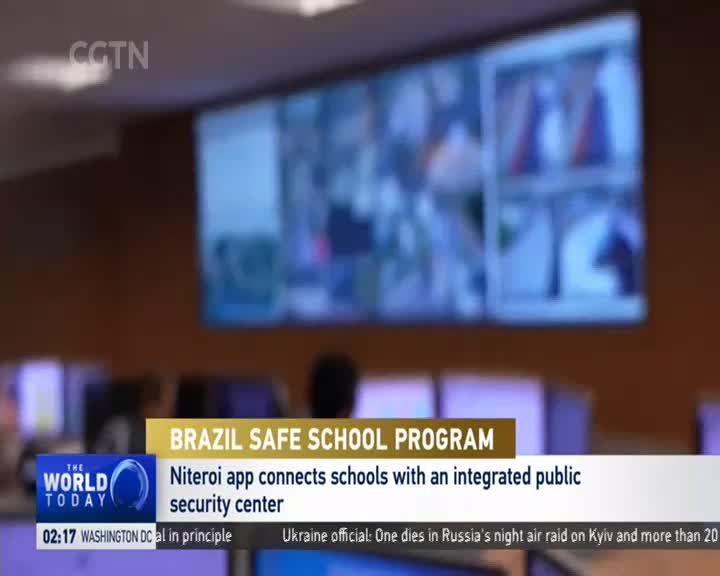 CGTN
BRAZIL SAFE SCHOOL PROGRAM
Niteroi app connects schools with an integrated public
security center
THE
WORLD
TODAY
02:17 WASHINGTON DC
al in principle Ukraine official: One dies in Russia's night air raid on Kyiv and more than 20